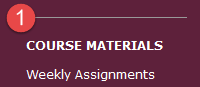 1
COURSE MATERIALS
Weekly Assignments